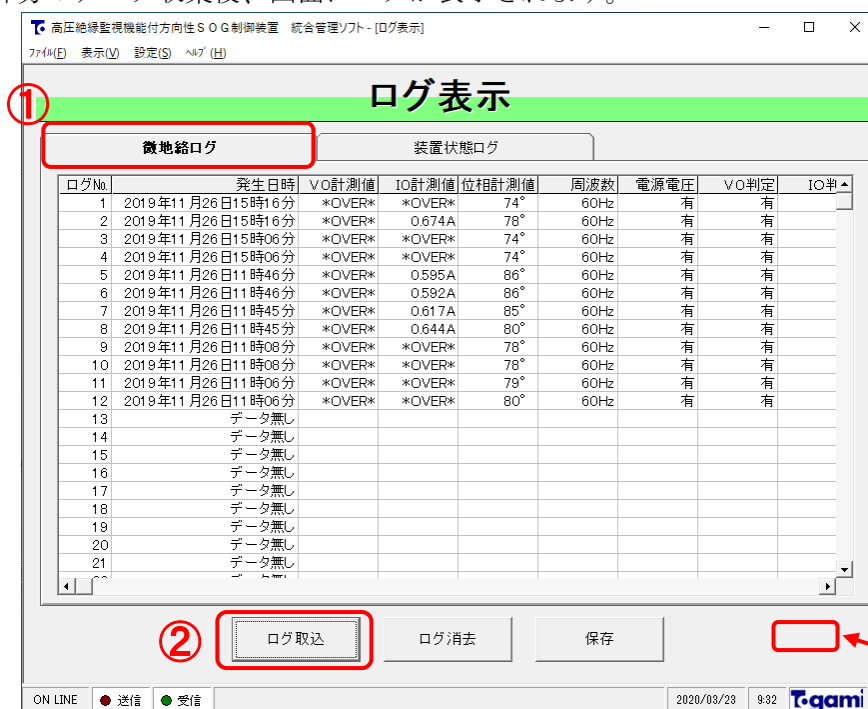 高圧絶縁監視機能付方向性SOG制御装置 統合管理ソフト - [ログ表示]
ファイル(F) 表示(V) 設定(S) ヘルプ(H)
ログ表示
①
微地絡ログ 装置状態ログ
ログNo. 発生日時 V0計測値 I0計測値 位相計測値 周波数 電源電圧 V0判定
1 2019年11月26日15時16分 *OVER* *OVER* 74° 60Hz 有 有
2 2019年11月26日15時16分 *OVER* 0.674A 78° 60Hz 有 有
3 2019年11月26日15時06分 *OVER* *OVER* 74° 60Hz 有 有
4 2019年11月26日15時06分 *OVER* *OVER* 74° 60Hz 有 有
5 2019年11月26日11時46分 *OVER* 0.595A 86° 60Hz 有 有
6 2019年11月26日11時46分 *OVER* 0.592A 86° 60Hz 有 有
7 2019年11月26日11時45分 *OVER* 0.617A 85° 60Hz 有 有
8 2019年11月26日11時45分 *OVER* 0.644A 80° 60Hz 有 有
9 2019年11月26日11時08分 *OVER* *OVER* 78° 60Hz 有 有
10 2019年11月26日11時08分 *OVER* *OVER* 78° 60Hz 有 有
11 2019年11月26日11時06分 *OVER* *OVER* 79° 60Hz 有 有
12 2019年11月26日11時06分 *OVER* *OVER* 80° 60Hz 有 有
13 データ無し
14 データ無し
15 データ無し
16 データ無し
17 データ無し
18 データ無し
19 データ無し
20 データ無し
21 データ無し
② ログ取込 ログ消去 保存
ON LINE 送信 受信 2020/03/23 9:32 Togami